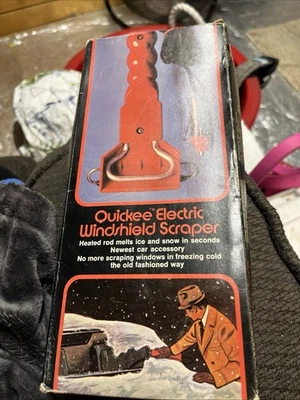 Quickee™ Electric
Windshield Scraper
Heated rod melts ice and snow in seconds
Newest car accessory
No more scraping windows in freezing cold
the old fashioned way